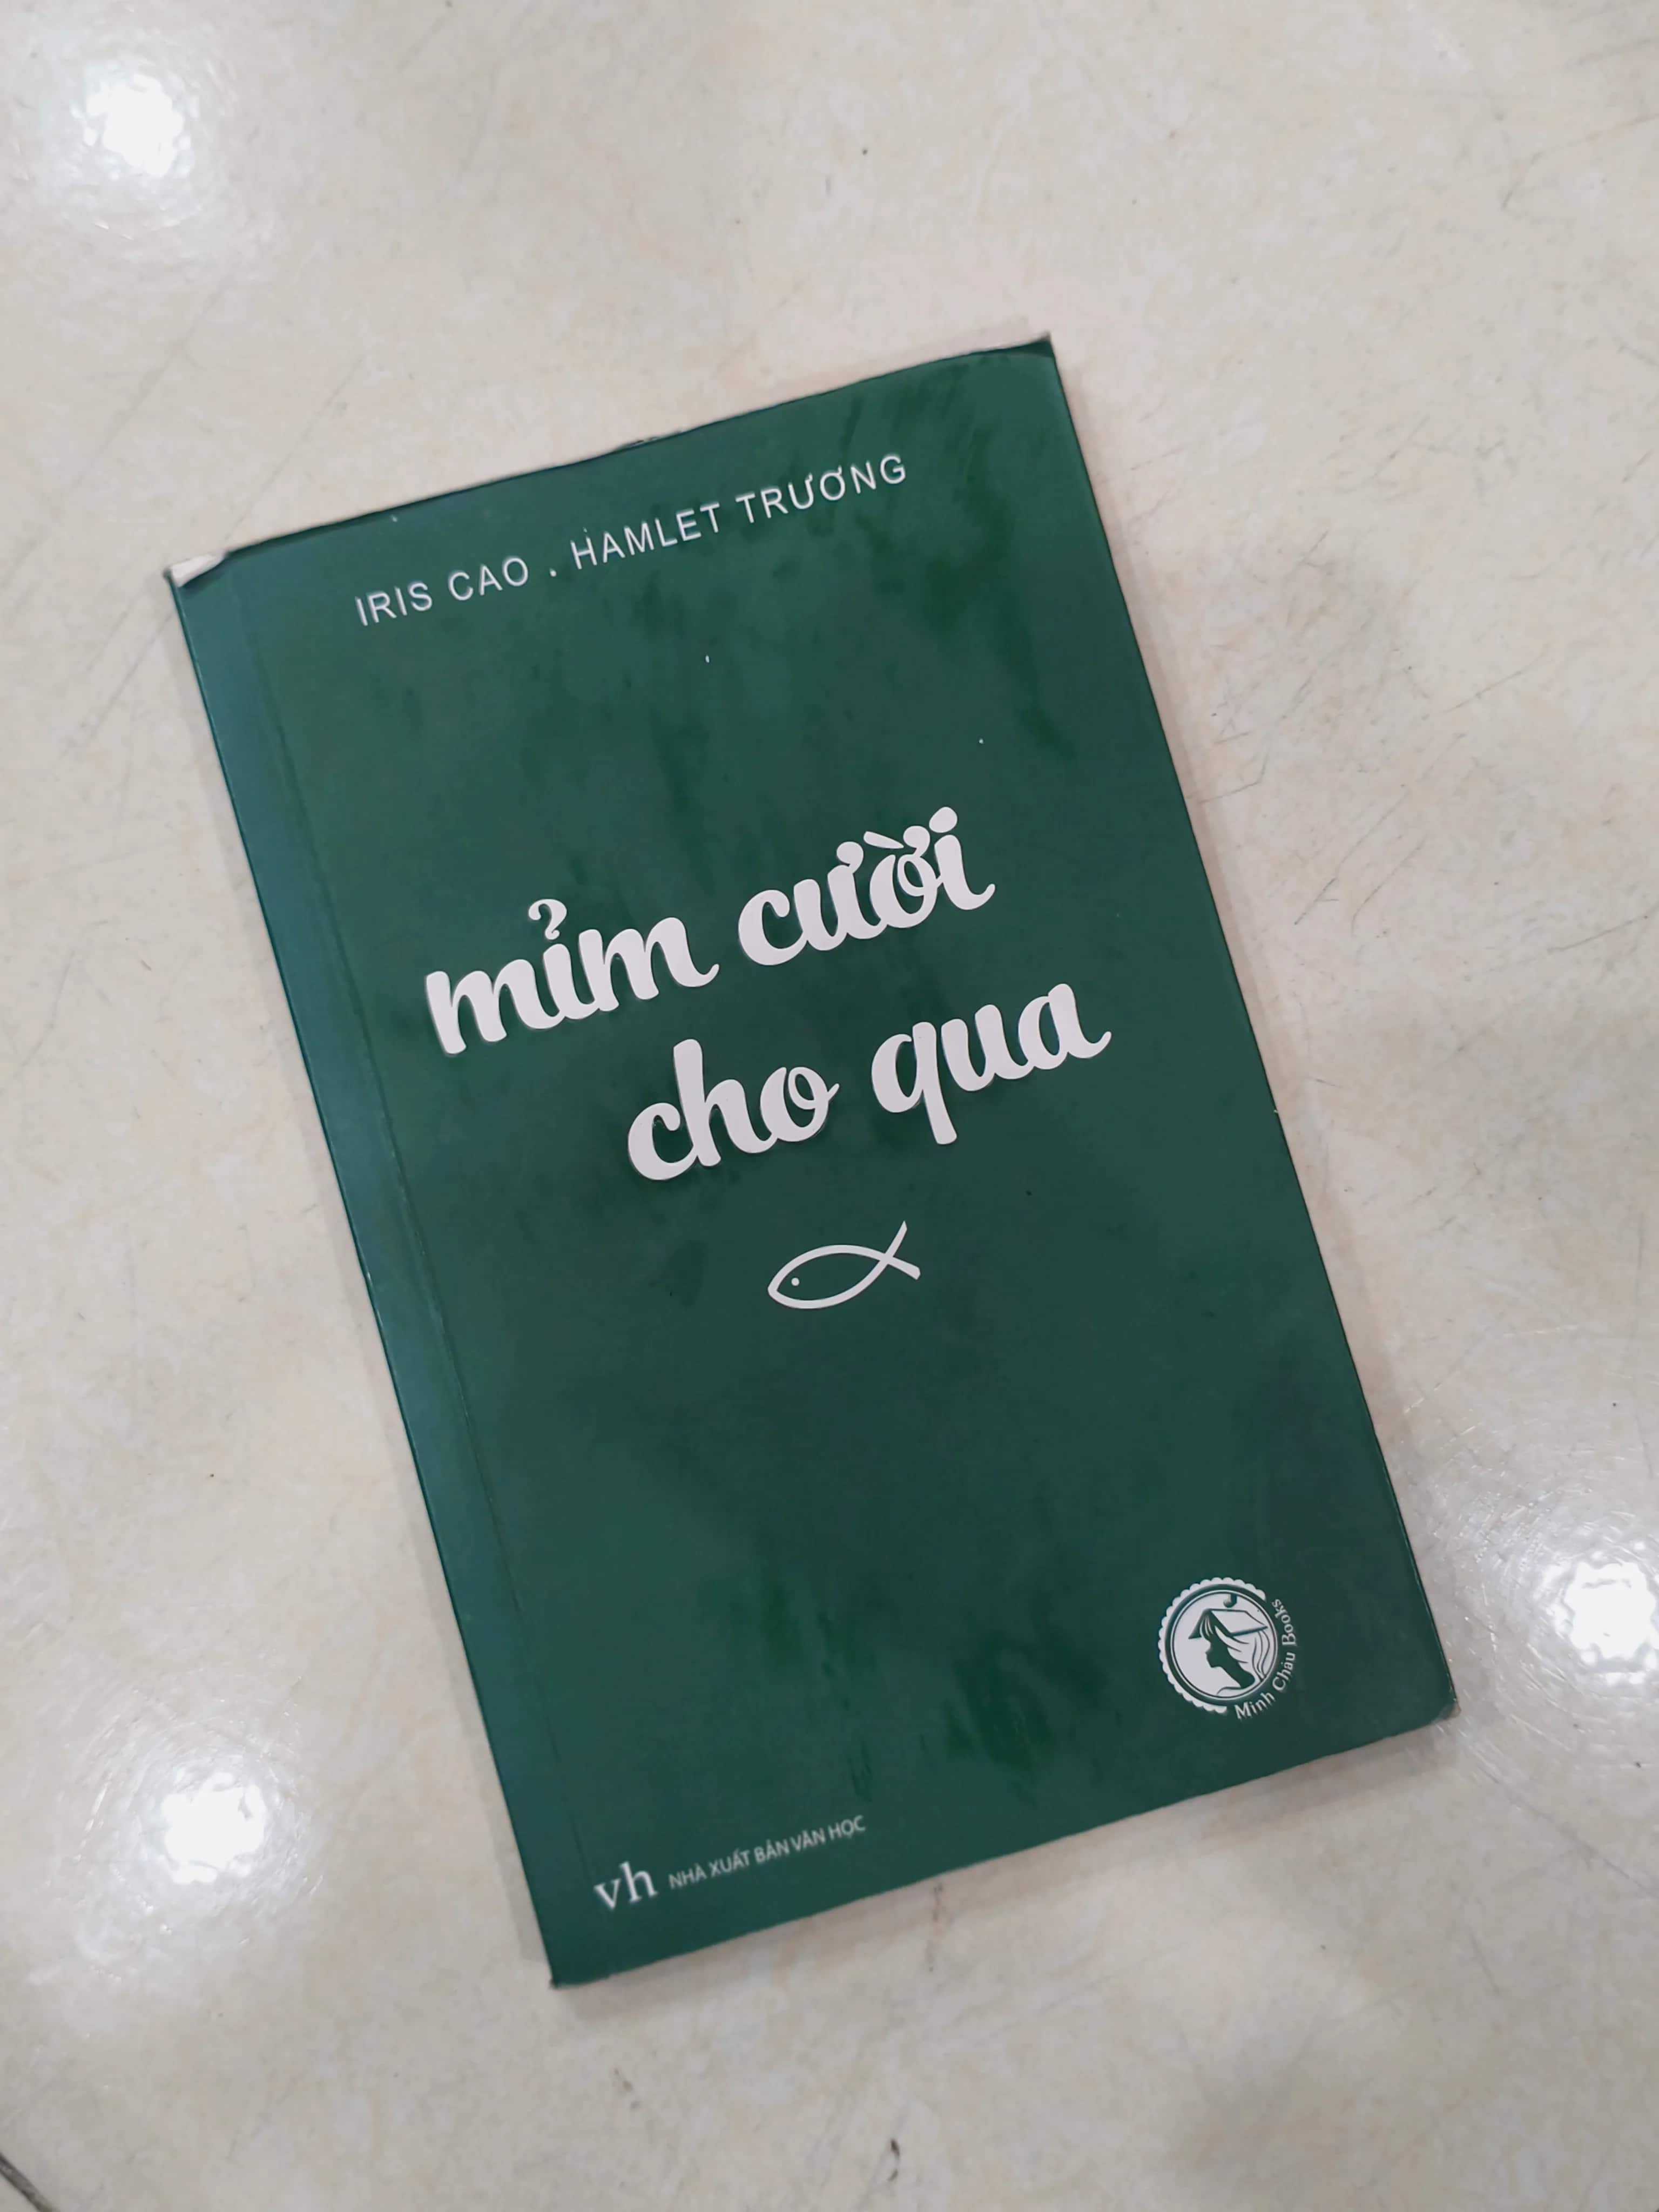 IRIS CAO . HAMLET TRƯƠNG
mỉm cười
cho qua
Minh Châu Books
vh NHÀ XUẤT BẢN VĂN HỌC